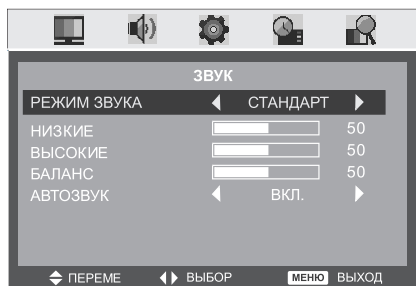 ЗВУК
РЕЖИМ ЗВУКА СТАНДАРТ
НИЗКИЕ 50
ВЫСОКИЕ 50
БАЛАНС 50
АВТОЗВУК ВКЛ.
ПЕРЕМЕ ВЫБОР МЕНЮ ВЫХОД